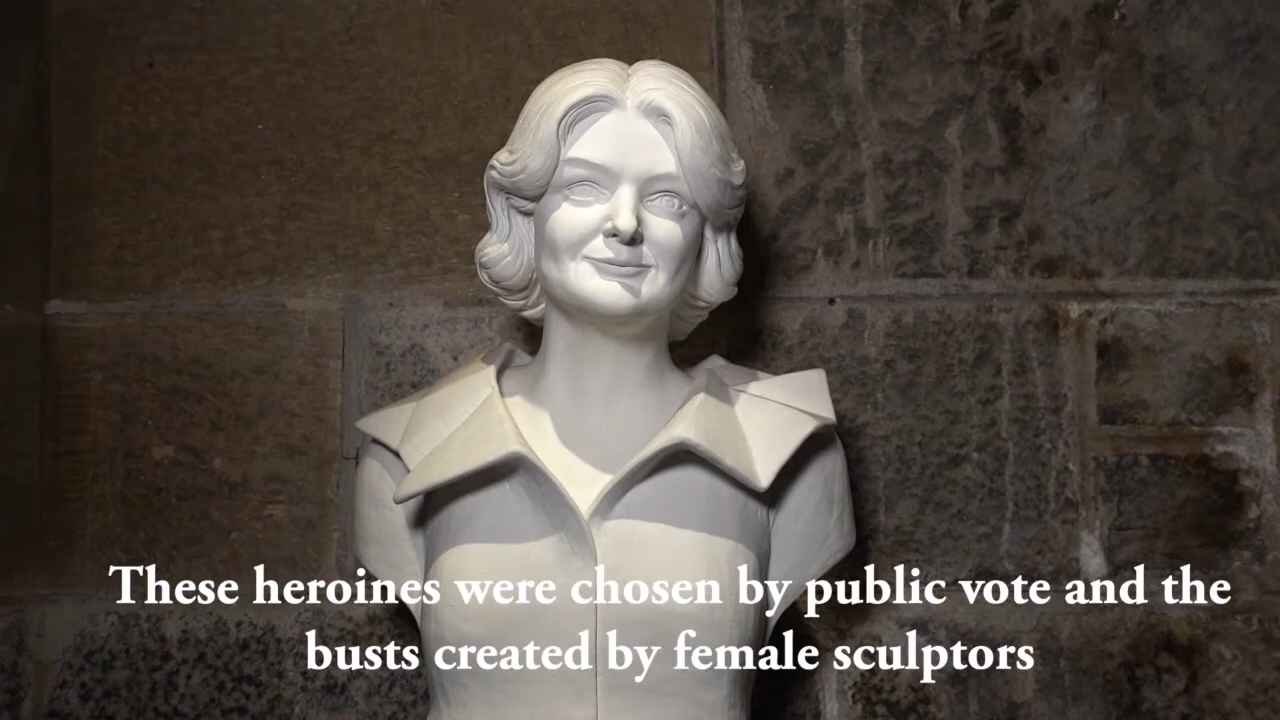 These heroines were chosen by public vote and the
busts created by female sculptors